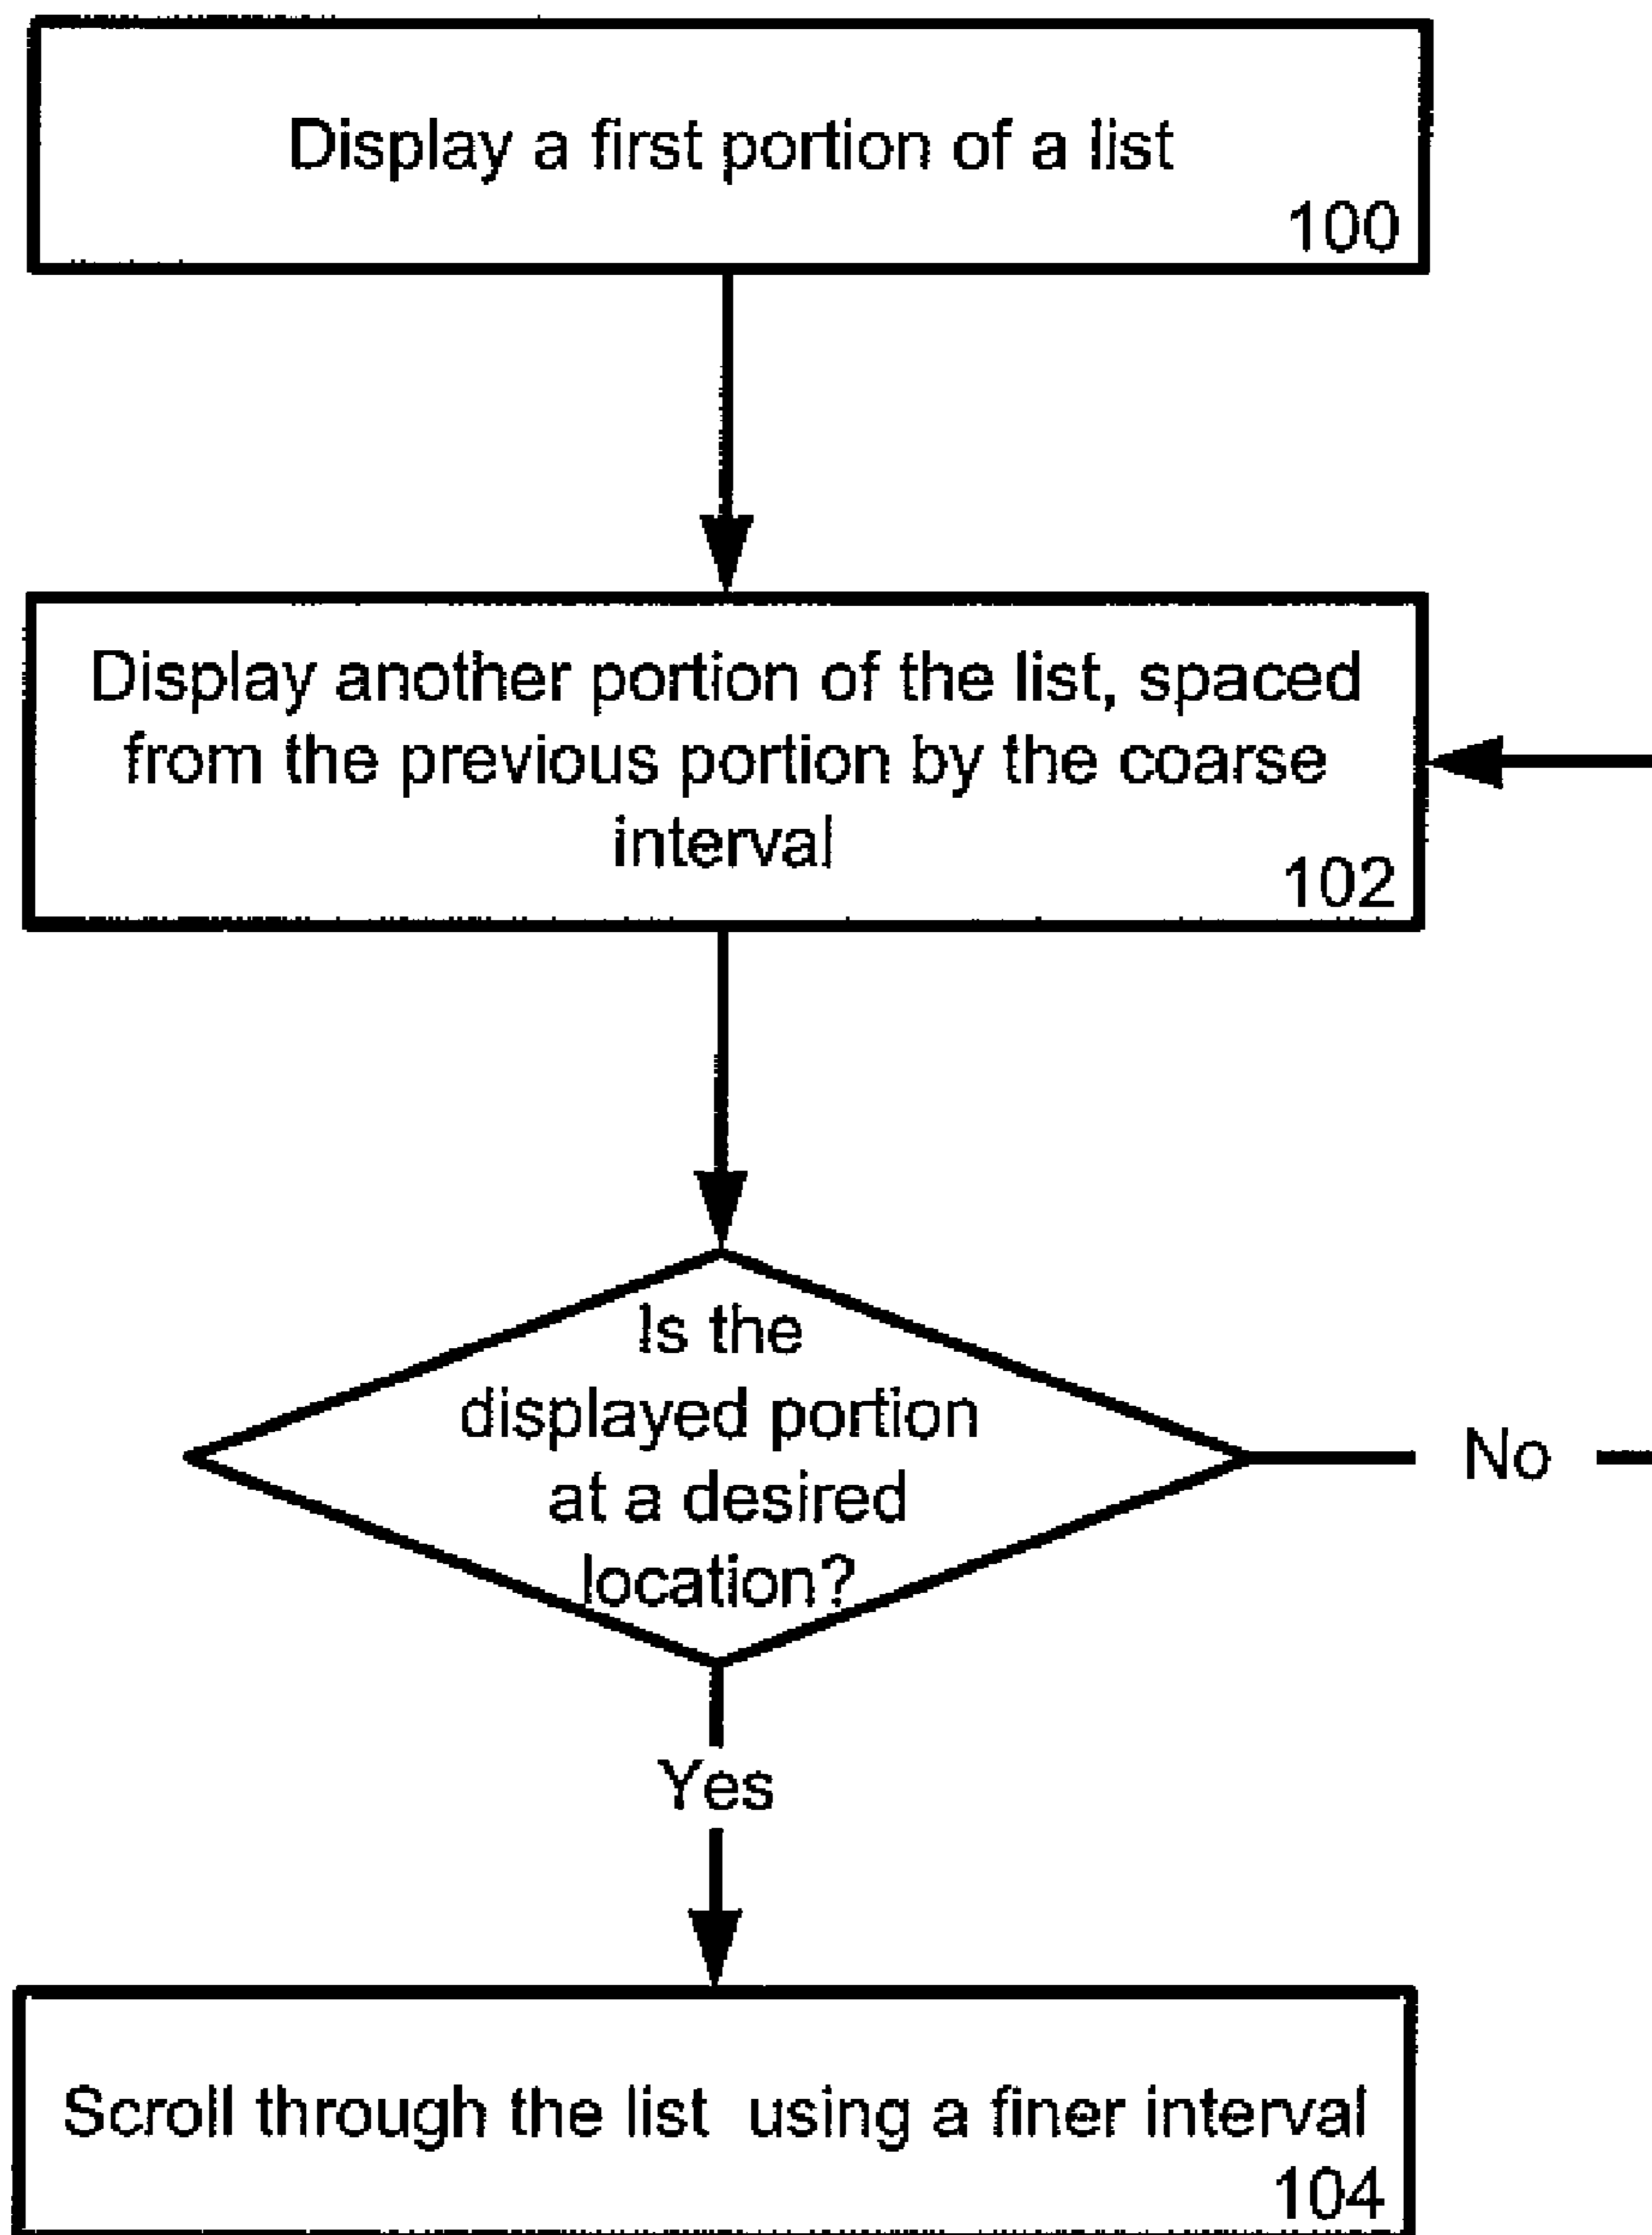 Display a first portion of a list
100
Display another portion of the list, spaced
from the previous portion by the coarse
interval
102
Is the
displayed portion
at a desired
location?
No
Yes
Scroll through the list using a finer interval
104